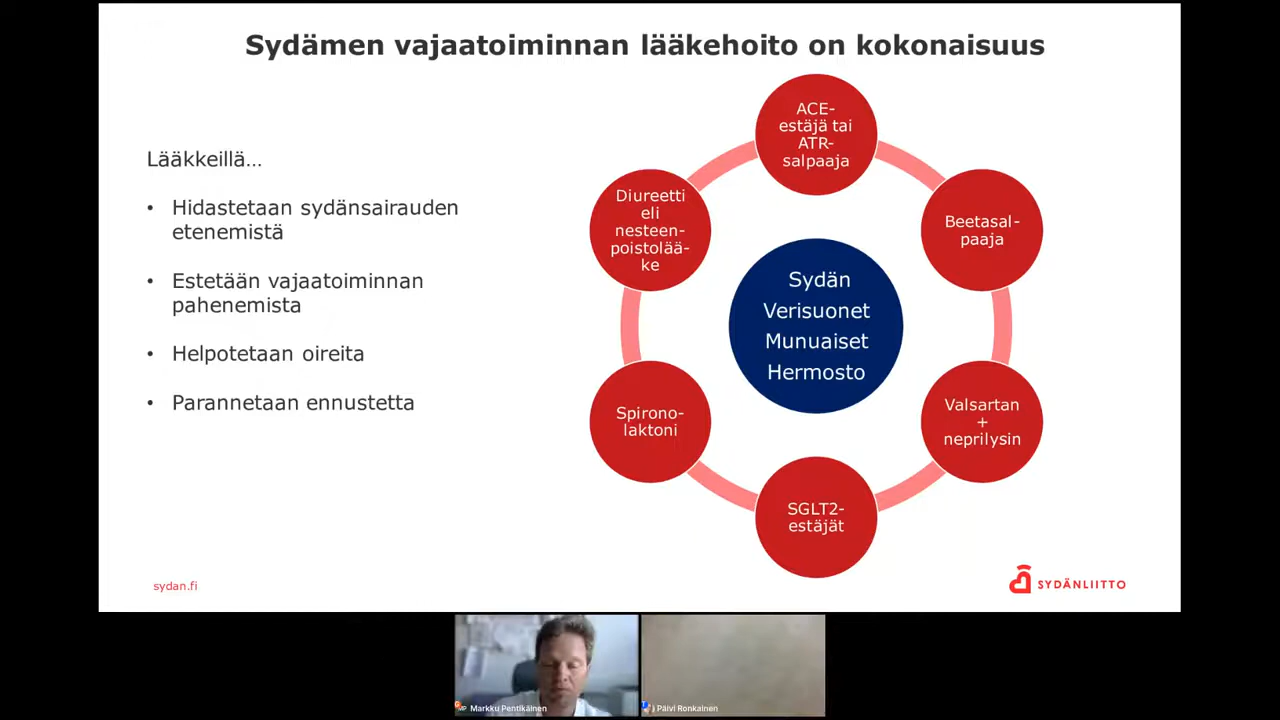 Sydämen vajaatoiminnan lääkehoito on kokonaisuus
Lääkkeillä...
• Hidastetaan sydänsairauden
etenemistä
• Estetään vajaatoiminnan
pahenemista
• Helpotetaan oireita
• Parannetaan ennustetta
ACE-
estäjä tai
ATR-
salpaaja
Beetasal-
paaja
Valsartan
+
neprilysin
SGLT2-
estäjät
Spirono-
laktoni
Diureetti
eli
nesteen-
poistolää-
ke
Sydän
Verisuonet
Munuaiset
Hermosto
sydan.fi
SYDÄNLIITTO
Markku Pentikäinen
Päivi Ronkainen